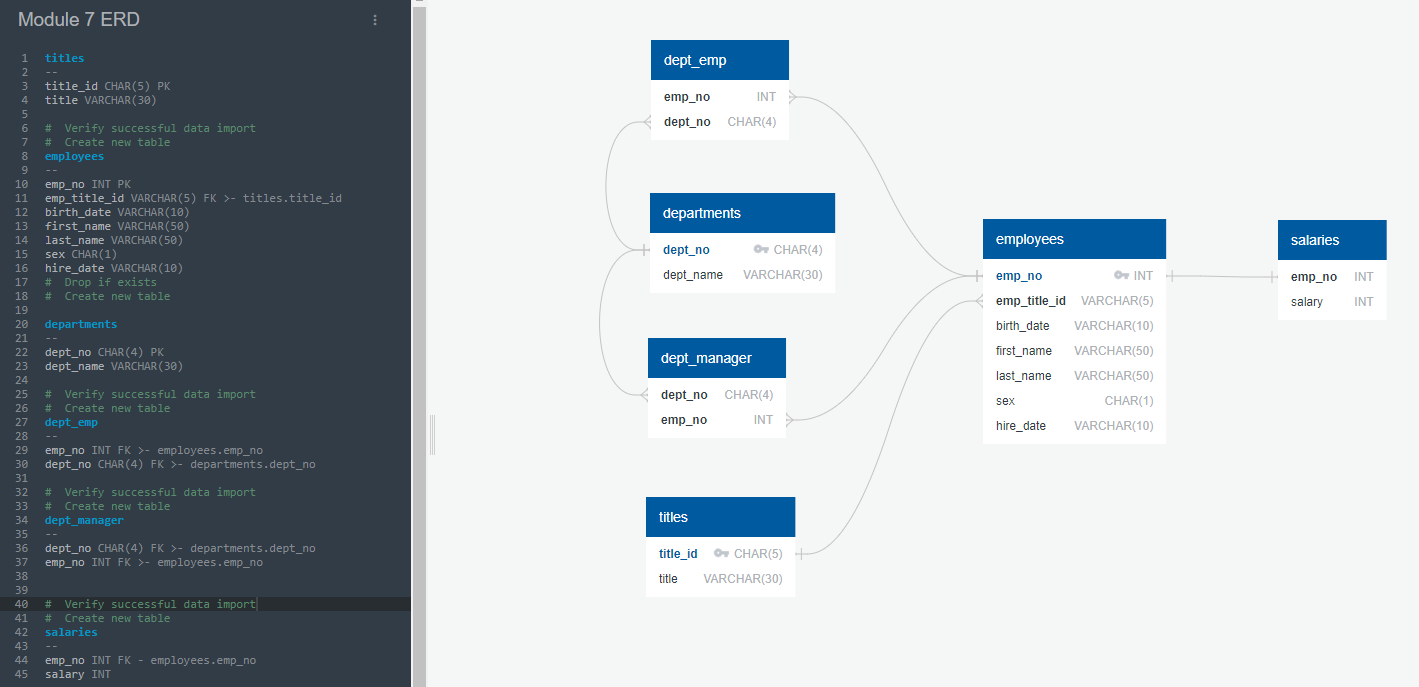 Module 7 ERD
1 titles
2 --
3 title_id CHAR(5) PK
4 title VARCHAR(30)
5
6 #  Verify successful data import
7 #  Create new table
8 employees
9 --
10 emp_no INT PK
11 emp_title_id VARCHAR(5) FK >- titles.title_id
12 birth_date VARCHAR(10)
13 first_name VARCHAR(50)
14 last_name VARCHAR(50)
15 sex CHAR(1)
16 hire_date VARCHAR(10)
17 #  Drop if exists
18 #  Create new table
19
20 departments
21 --
22 dept_no CHAR(4) PK
23 dept_name VARCHAR(30)
24
25 #  Verify successful data import
26 #  Create new table
27 dept_emp
28 --
29 emp_no INT FK >- employees.emp_no
30 dept_no CHAR(4) FK >- departments.dept_no
31
32 #  Verify successful data import
33 #  Create new table
34 dept_manager
35 --
36 dept_no CHAR(4) FK >- departments.dept_no
37 emp_no INT FK >- employees.emp_no
38
39
40 #  Verify successful data import
41 #  Create new table
42 salaries
43 --
44 emp_no INT FK - employees.emp_no
45 salary INT
dept_emp
emp_no INT
dept_no CHAR(4)
departments
dept_no CHAR(4)
dept_name VARCHAR(30)
dept_manager
dept_no CHAR(4)
emp_no INT
titles
title_id CHAR(5)
title VARCHAR(30)
employees
emp_no INT
emp_title_id VARCHAR(5)
birth_date VARCHAR(10)
first_name VARCHAR(50)
last_name VARCHAR(50)
sex CHAR(1)
hire_date VARCHAR(10)
salaries
emp_no INT
salary INT